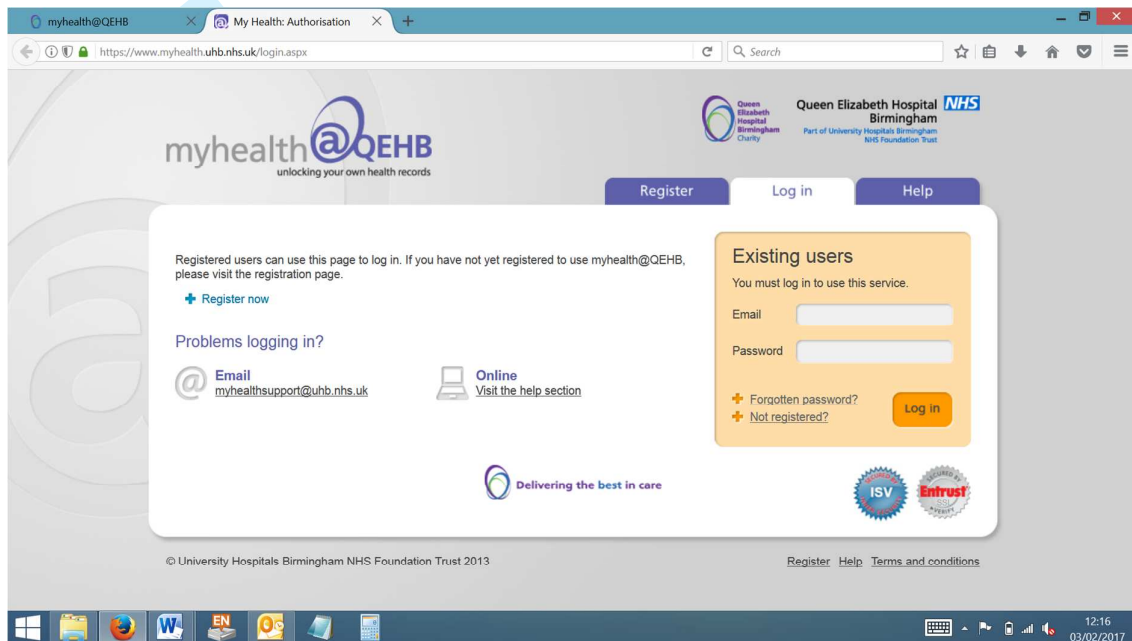 myhealth@QEHB
My Health: Authorisation
https://www.myhealth.uhb.nhs.uk/login.aspx
Search
myhealth@QEHB
unlocking your own health records
Queen
Elizabeth
Hospital
Birmingham
Charity
Queen Elizabeth Hospital NHS
Birmingham
Part of University Hospitals Birmingham
NHS Foundation Trust
Register
Log in
Help
Registered users can use this page to log in. If you have not yet registered to use myhealth@QEHB,
please visit the registration page.
Register now
Problems logging in?
Email
myhealthsupport@uhb.nhs.uk
Online
Visit the help section
Existing users
You must log in to use this service.
Email
Password
Forgotten password?
Not registered?
Log in
Delivering the best in care
ISV
SECURED BY
Entrust
SSL
VERIFY
© University Hospitals Birmingham NHS Foundation Trust 2013
Register Help Terms and conditions
EN
12:16
03/02/2017